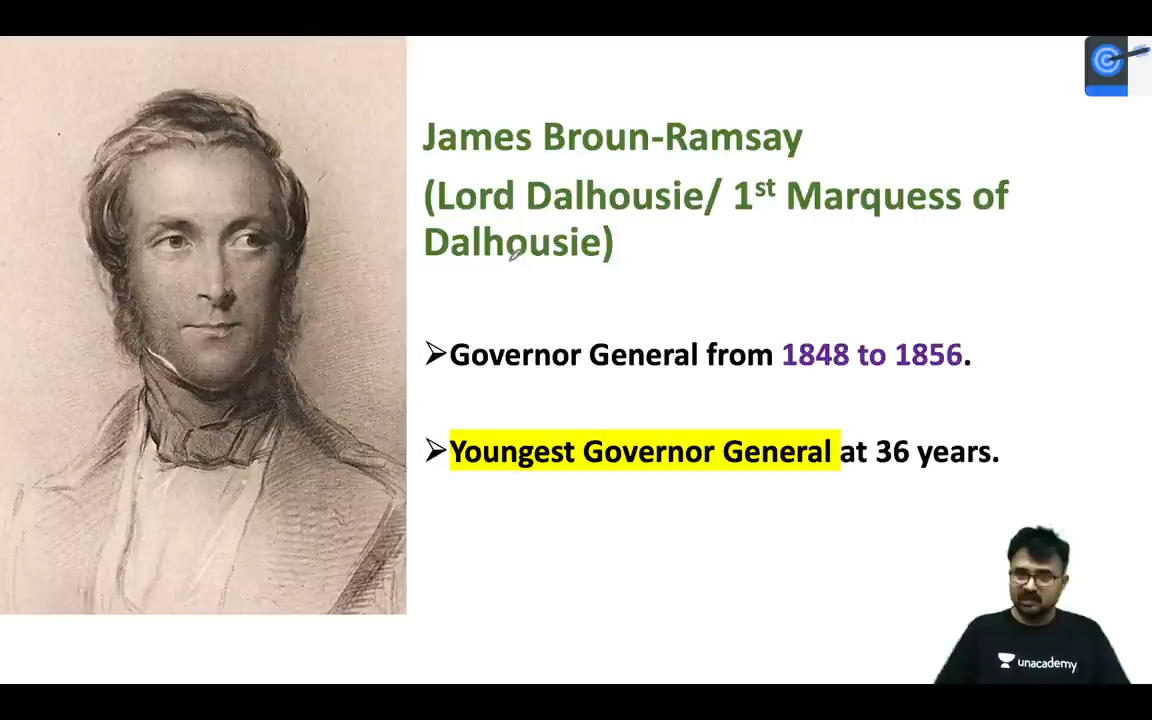 James Broun-Ramsay
(Lord Dalhousie/ 1st Marquess of
Dalhousie)
➢Governor General from 1848 to 1856.
➢Youngest Governor General at 36 years.
unacademy